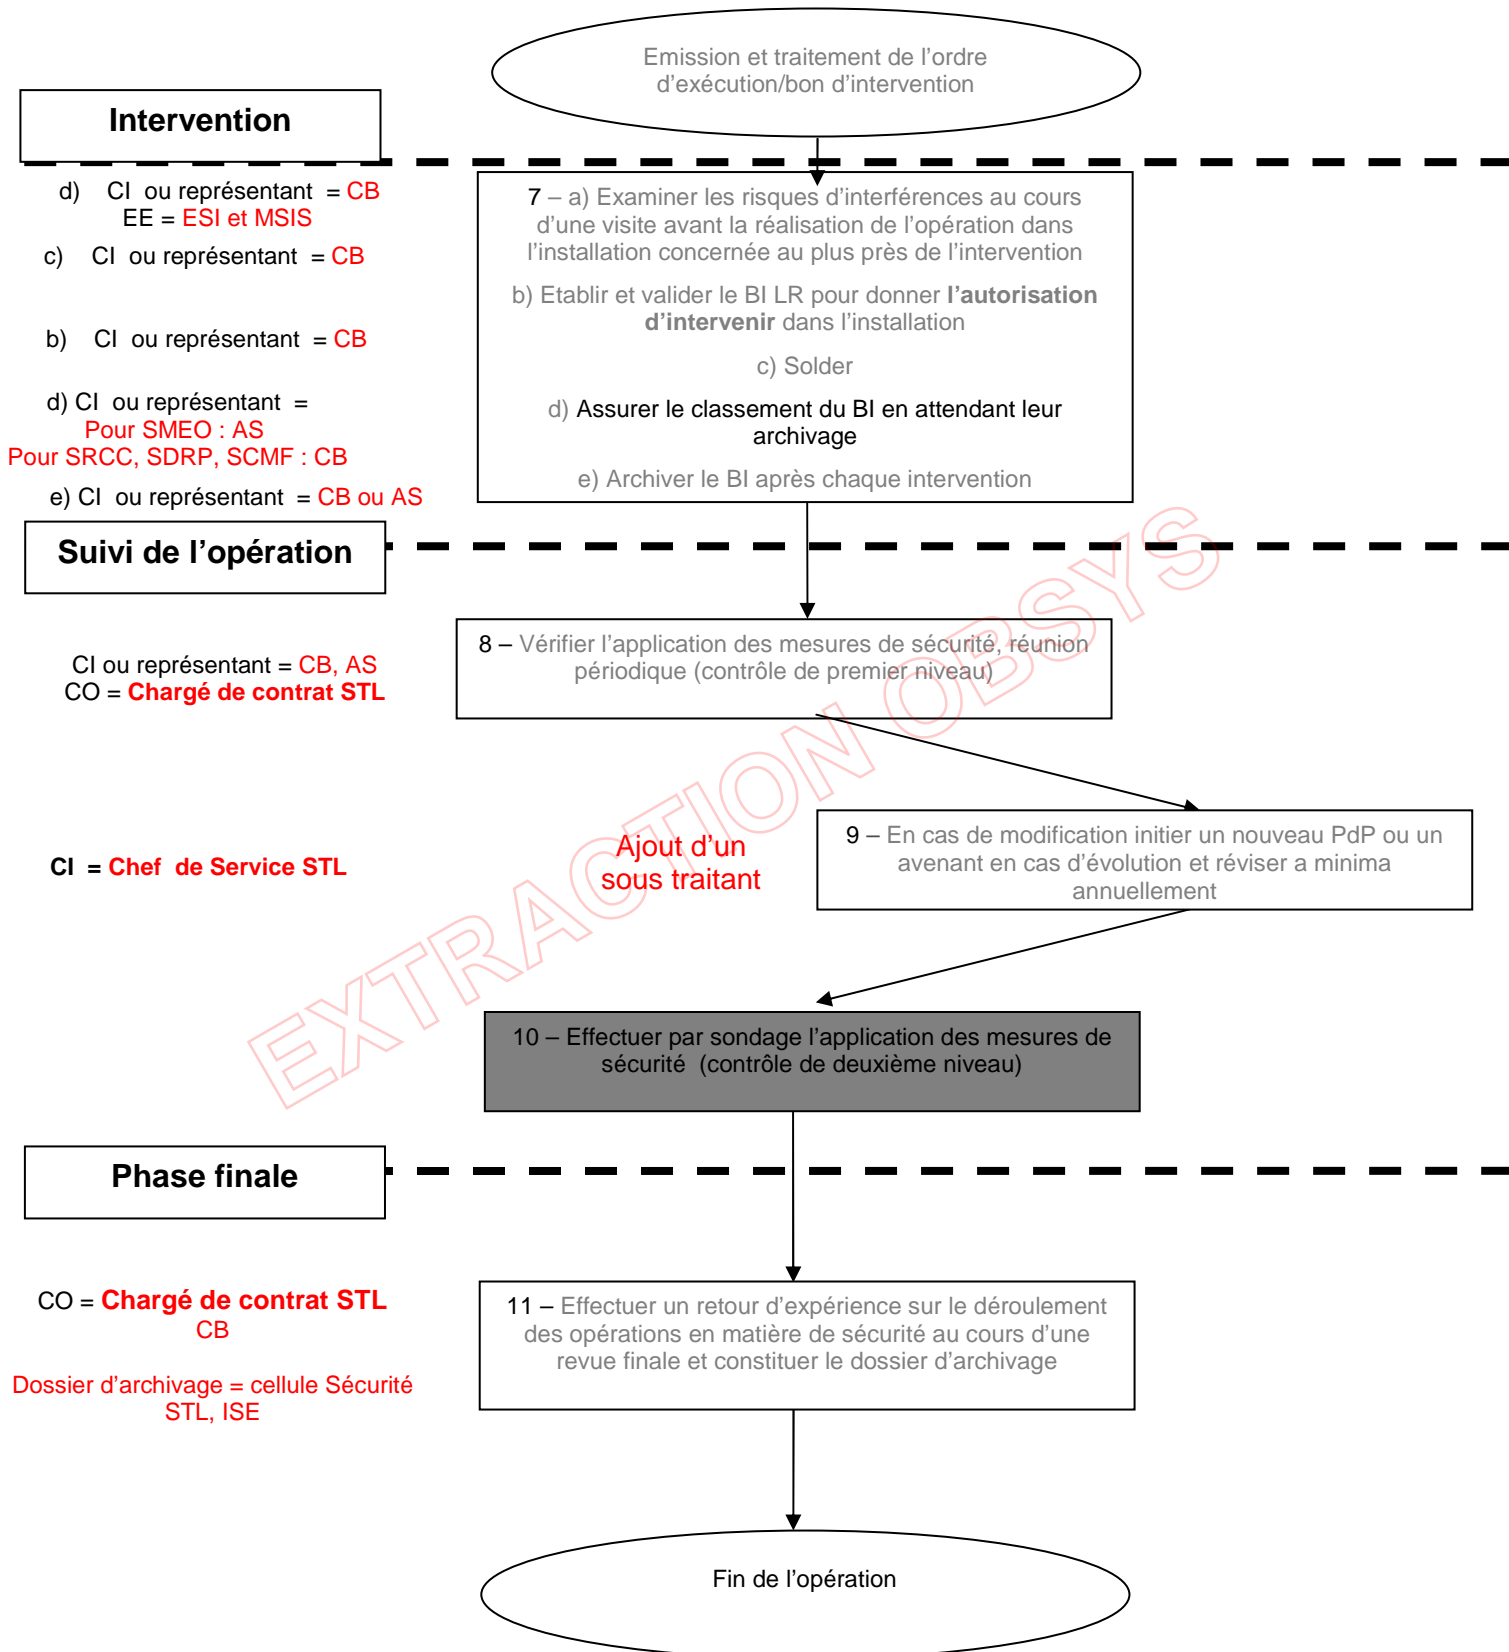 Emission et traitement de l’ordre
d’exécution/bon d’intervention
Intervention
d) CI ou représentant = CB
EE = ESI et MSIS
c) CI ou représentant = CB
b) CI ou représentant = CB
d) CI ou représentant =
Pour SMEO : AS
Pour SRCC, SDRP, SCMF : CB
e) CI ou représentant = CB ou AS
7 – a) Examiner les risques d’interférences au cours
d’une visite avant la réalisation de l’opération dans
l’installation concernée au plus près de l’intervention
b) Etablir et valider le BI LR pour donner l’autorisation
d’intervenir dans l’installation
c) Solder
d) Assurer le classement du BI en attendant leur
archivage
e) Archiver le BI après chaque intervention
Suivi de l’opération
CI ou représentant = CB, AS
CO = Chargé de contrat STL
8 – Vérifier l’application des mesures de sécurité, réunion
périodique (contrôle de premier niveau)
CI = Chef de Service STL
Ajout d’un
sous traitant
9 – En cas de modification initier un nouveau PdP ou un
avenant en cas d’évolution et réviser a minima
annuellement
10 – Effectuer par sondage l’application des mesures de
sécurité (contrôle de deuxième niveau)
EXTRACTION OBSYS
Phase finale
CO = Chargé de contrat STL
CB
Dossier d'archivage = cellule Sécurité
STL, ISE
11 – Effectuer un retour d’expérience sur le déroulement
des opérations en matière de sécurité au cours d’une
revue finale et constituer le dossier d’archivage
Fin de l’opération